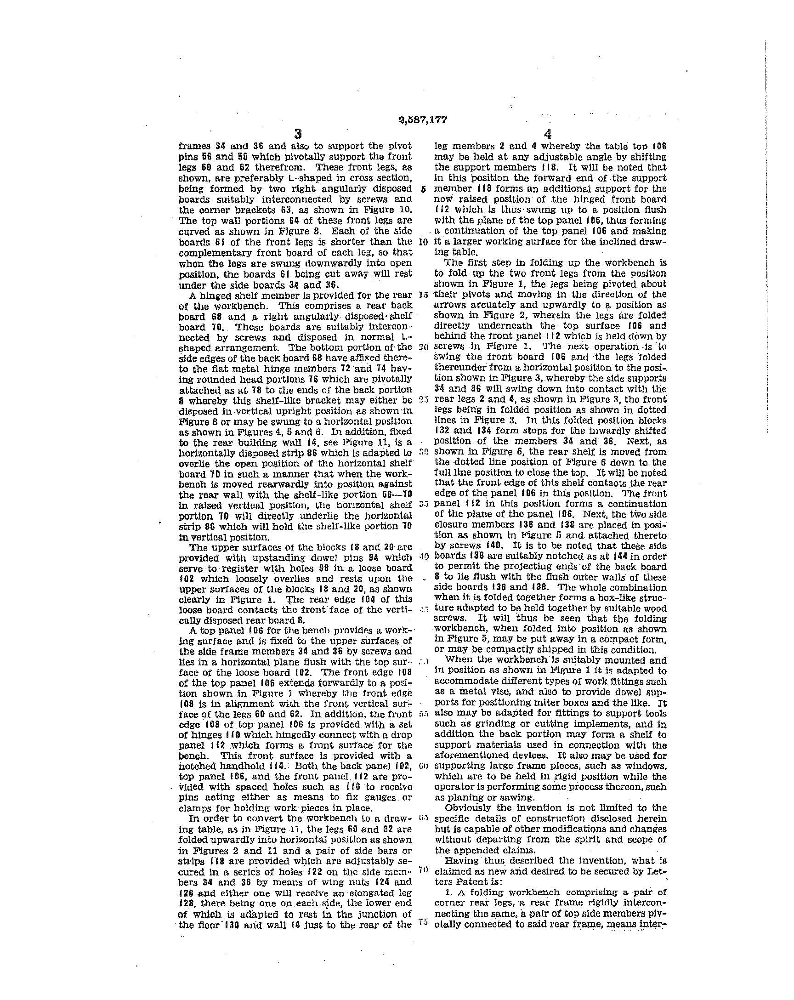 2,587,177
3
frames 34 and 36 and also to support the pivot
pins 56 and 58 which pivotally support the front
legs 60 and 62 therefrom. These front legs, as
shown, are preferably L-shaped in cross section,
being formed by two right angularly disposed
boards suitably interconnected by screws and
the corner brackets 63, as shown in Figure 10.
The top wall portions 64 of these front legs are
curved as shown in Figure 8. Each of the side
boards 61 of the front legs is shorter than the
complementary front board of each leg, so that
when the legs are swung downwardly into open
position, the boards 61 being cut away will rest
under the side boards 34 and 36.
A hinged shelf member is provided for the rear
of the workbench. This comprises a rear back
board 68 and a right angularly disposed shelf
board 70. These boards are suitably intercon-
nected by screws and disposed in normal L-
shaped arrangement. The bottom portion of the
side edges of the back board 68 have affixed there-
to the flat metal hinge members 72 and 74 hav-
ing rounded head portions 76 which are pivotally
attached as at 78 to the ends of the back portion
8 whereby this shelf-like bracket may either be
disposed in vertical upright position as shown in
Figure 8 or may be swung to a horizontal position
as shown in Figures 4, 5 and 6. In addition, fixed
to the rear building wall 14, see Figure 11, is a
horizontally disposed strip 86 which is adapted to
overlie the open position of the horizontal shelf
board 70 in such a manner that when the work-
bench is moved rearwardly into position against
the rear wall with the shelf-like portion 68—70
in raised vertical position, the horizontal shelf
portion 70 will directly underlie the horizontal
strip 86 which will hold the shelf-like portion 70
in vertical position.
The upper surfaces of the blocks 18 and 20 are
provided with upstanding dowel pins 94 which
serve to register with holes 98 in a loose board
102 which loosely overlies and rests upon the
upper surfaces of the blocks 18 and 20, as shown
clearly in Figure 1. The rear edge 104 of this
loose board contacts the front face of the verti-
cally disposed rear board 8.
A top panel 106 for the bench provides a work-
ing surface and is fixed to the upper surfaces of
the side frame members 34 and 36 by screws and
lies in a horizontal plane flush with the top sur-
face of the loose board 102. The front edge 108
of the top panel 106 extends forwardly to a posi-
tion shown in Figure 1 whereby the front edge
108 is in alignment with the front vertical sur-
face of the legs 60 and 62. In addition, the front
edge 108 of top panel 106 is provided with a set
of hinges 110 which hingedly connect with a drop
panel 112 which forms a front surface for the
bench. This front surface is provided with a
notched handhold 114. Both the back panel 102,
top panel 106, and the front panel 112 are pro-
vided with spaced holes such as 116 to receive
pins acting either as means to fix gauges or
clamps for holding work pieces in place.
In order to convert the workbench to a draw-
ing table, as in Figure 11, the legs 60 and 62 are
folded upwardly into horizontal position as shown
in Figures 2 and 11 and a pair of side bars or
strips 118 are provided which are adjustably se-
cured in a series of holes 122 on the side mem-
bers 34 and 36 by means of wing nuts 124 and
126 and either one will receive an elongated leg
128, there being one on each side, the lower end
of which is adapted to rest in the junction of
the floor 130 and wall 14 just to the rear of the
5
10
15
20
25
30
35
40
45
50
55
60
65
70
75
4
leg members 2 and 4 whereby the table top 106
may be held at any adjustable angle by shifting
the support members 118. It will be noted that
in this position the forward end of the support
member 118 forms an additional support for the
now raised position of the hinged front board
112 which is thus swung up to a position flush
with the plane of the top panel 106, thus forming
a continuation of the top panel 106 and making
it a larger working surface for the inclined draw-
ing table.
The first step in folding up the workbench is
to fold up the two front legs from the position
shown in Figure 1, the legs being pivoted about
their pivots and moving in the direction of the
arrows arcuately and upwardly to a position as
shown in Figure 2, wherein the legs are folded
directly underneath the top surface 106 and
behind the front panel 112 which is held down by
screws in Figure 1. The next operation is to
swing the front board 106 and the legs folded
thereunder from a horizontal position to the posi-
tion shown in Figure 3, whereby the side supports
34 and 36 will swing down into contact with the
rear legs 2 and 4, as shown in Figure 3, the front
legs being in folded position as shown in dotted
lines in Figure 3. In this folded position blocks
132 and 134 form stops for the inwardly shifted
position of the members 34 and 36. Next, as
shown in Figure 6, the rear shelf is moved from
the dotted line position of Figure 6 down to the
full line position to close the top. It will be noted
that the front edge of this shelf contacts the rear
edge of the panel 106 in this position. The front
panel 112 in this position forms a continuation
of the plane of the panel 106. Next, the two side
closure members 136 and 138 are placed in posi-
tion as shown in Figure 5 and attached thereto
by screws 140. It is to be noted that these side
boards 136 are suitably notched as at 144 in order
to permit the projecting ends of the back board
8 to lie flush with the flush outer walls of these
side boards 136 and 138. The whole combination
when it is folded together forms a box-like struc-
ture adapted to be held together by suitable wood
screws. It will thus be seen that the folding
workbench, when folded into position as shown
in Figure 5, may be put away in a compact form,
or may be compactly shipped in this condition.
When the workbench is suitably mounted and
in position as shown in Figure 1 it is adapted to
accommodate different types of work fittings such
as a metal vise, and also to provide dowel sup-
ports for positioning miter boxes and the like. It
also may be adapted for fittings to support tools
such as grinding or cutting implements, and in
addition the back portion may form a shelf to
support materials used in connection with the
aforementioned devices. It also may be used for
supporting large frame pieces, such as windows,
which are to be held in rigid position while the
operator is performing some process thereon, such
as planing or sawing.
Obviously the invention is not limited to the
specific details of construction disclosed herein
but is capable of other modifications and changes
without departing from the spirit and scope of
the appended claims.
Having thus described the invention, what is
claimed as new and desired to be secured by Let-
ters Patent is:
1. A folding workbench comprising a pair of
corner rear legs, a rear frame rigidly intercon-
necting the same, a pair of top side members piv-
otally connected to said rear frame, means inter-